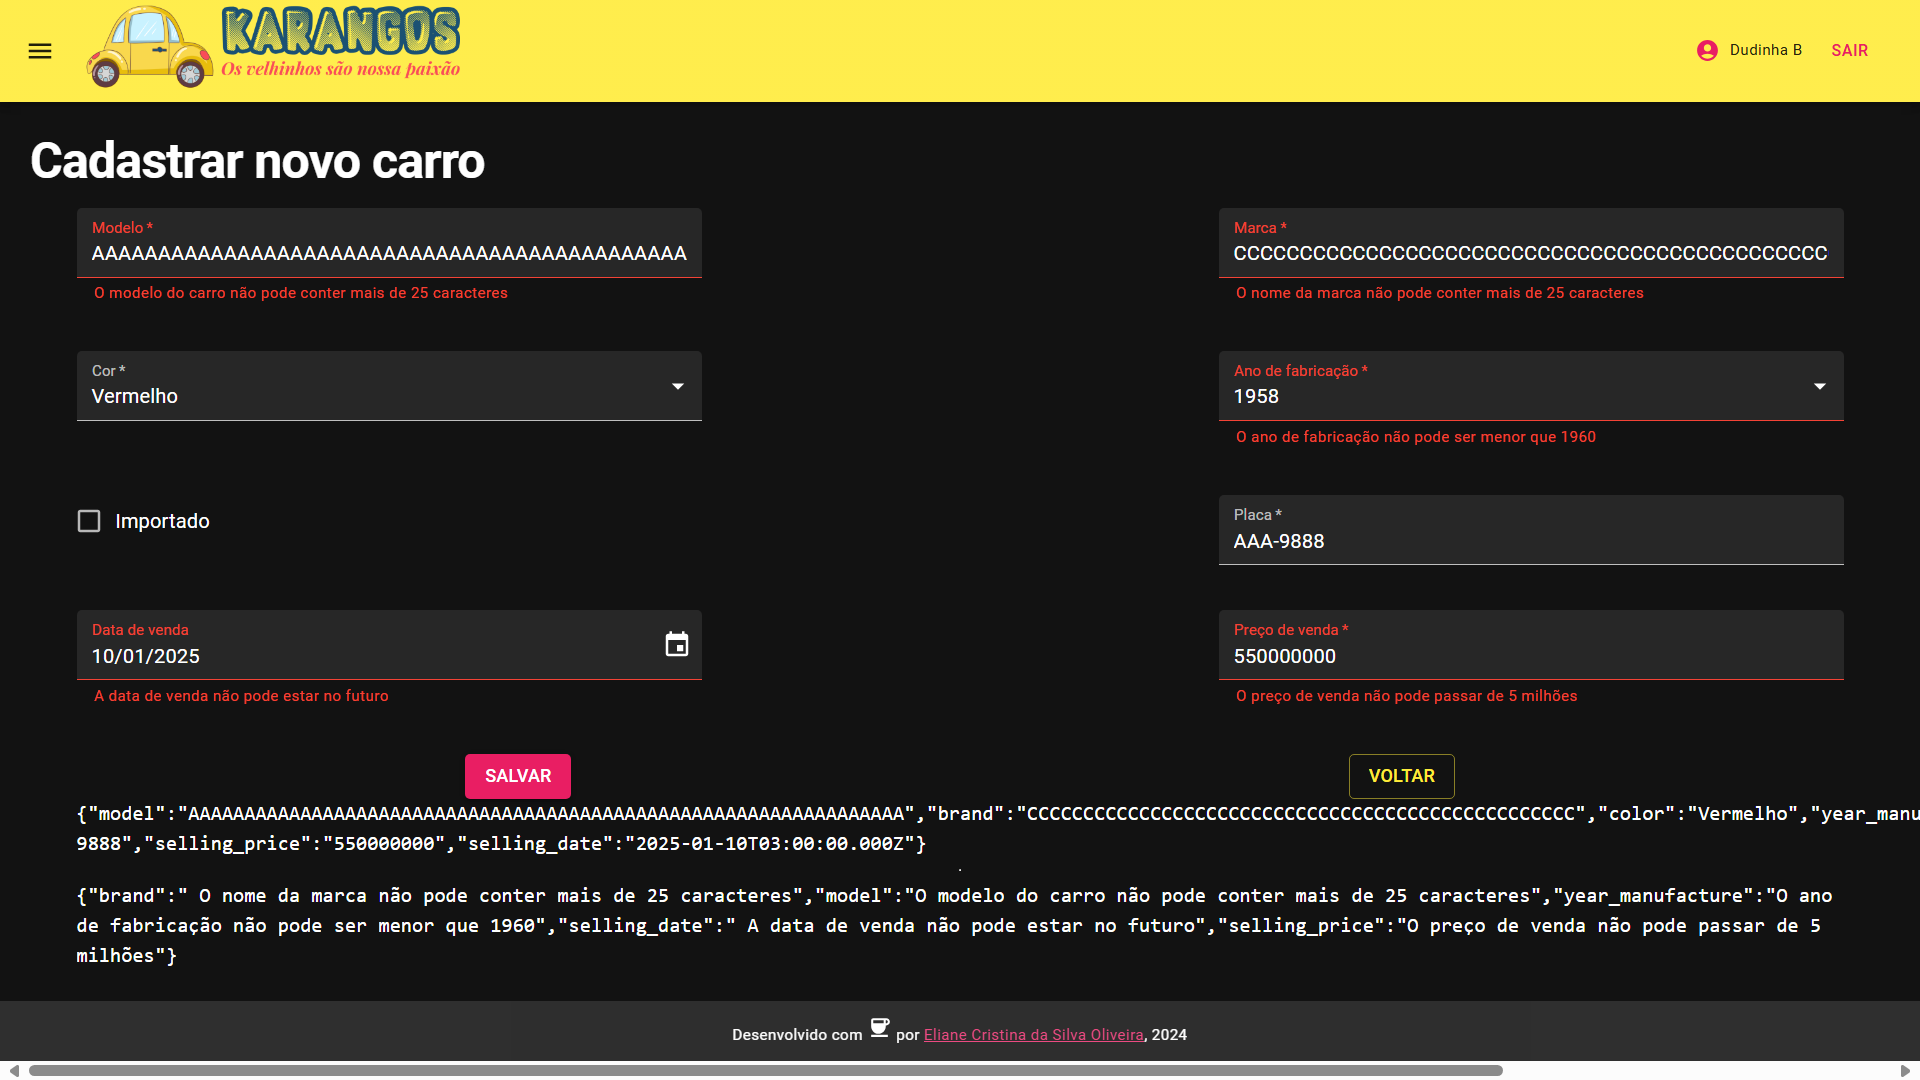 KARANGOS
Os velhinhos são nossa paixão
Dudinha B
SAIR
Cadastrar novo carro
Modelo *
AAAAAAAAAAAAAAAAAAAAAAAAAAAAAAAAAAAAAAAAAAAAA
O modelo do carro não pode conter mais de 25 caracteres
Marca *
CCCCCCCCCCCCCCCCCCCCCCCCCCCCCCCCCCCCCCCCCCCCC
O nome da marca não pode conter mais de 25 caracteres
Cor *
Vermelho
Ano de fabricação *
1958
O ano de fabricação não pode ser menor que 1960
Importado
Placa *
AAA-9888
Data de venda
10/01/2025
A data de venda não pode estar no futuro
Preço de venda *
550000000
O preço de venda não pode passar de 5 milhões
SALVAR
VOLTAR
{"model":"AAAAAAAAAAAAAAAAAAAAAAAAAAAAAAAAAAAAAAAAAAAAAAAAAAAAAAAAAAAAAAAA","brand":"CCCCCCCCCCCCCCCCCCCCCCCCCCCCCCCCCCCCCCCCCCCCCCCCC","color":"Vermelho","year_manu
9888","selling_price":"550000000","selling_date":"2025-01-10T03:00:00.000Z"}
{"brand":" O nome da marca não pode conter mais de 25 caracteres","model":"O modelo do carro não pode conter mais de 25 caracteres","year_manufacture":"O ano
de fabricação não pode ser menor que 1960","selling_date":" A data de venda não pode estar no futuro","selling_price":"O preço de venda não pode passar de 5
milhões"}
Desenvolvido com por Eliane Cristina da Silva Oliveira, 2024